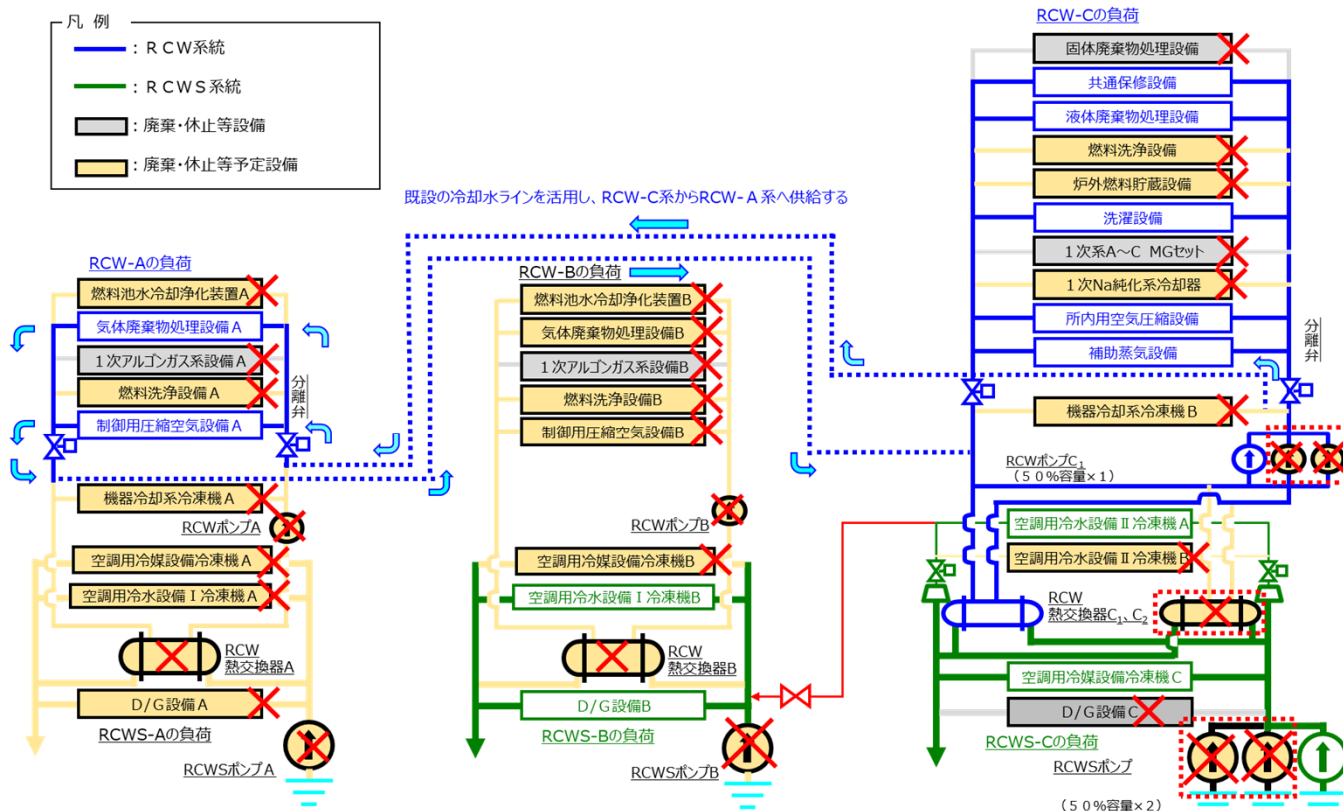 凡 例
：ＲＣＷ系統
：ＲＣＷＳ系統
：廃棄・休止等設備
：廃棄・休止等予定設備
既設の冷却水ラインを活用し、RCW-C系からRCW-Ａ系へ供給する
RCW-Aの負荷
燃料池水冷却浄化装置A
気体廃棄物処理設備Ａ
１次アルゴンガス系設備Ａ
燃料洗浄設備Ａ
制御用圧縮空気設備Ａ
分離弁
機器冷却系冷凍機Ａ
RCWポンプA
空調用冷媒設備冷凍機Ａ
空調用冷水設備Ⅰ冷凍機Ａ
RCW
熱交換器A
D/G設備Ａ
RCWS-Aの負荷
RCWSポンプＡ
RCW-Bの負荷
燃料池水冷却浄化装置B
気体廃棄物処理設備B
１次アルゴンガス系設備B
燃料洗浄設備B
制御用圧縮空気設備B
RCWポンプB
空調用冷媒設備冷凍機B
空調用冷水設備Ⅰ冷凍機B
RCW
熱交換器B
D/G設備B
RCWS-Bの負荷
RCWSポンプB
RCW-Cの負荷
固体廃棄物処理設備
共通保修設備
液体廃棄物処理設備
燃料洗浄設備
炉外燃料貯蔵設備
洗濯設備
１次系A～C MGセット
１次Na純化系冷却器
所内用空気圧縮設備
補助蒸気設備
分離弁
機器冷却系冷凍機Ｂ
RCWポンプC₁
（５０%容量×１）
空調用冷水設備Ⅱ冷凍機Ａ
空調用冷水設備Ⅱ冷凍機Ｂ
RCW
熱交換器C₁、C₂
空調用冷媒設備冷凍機Ｃ
D/G設備Ｃ
RCWS-Cの負荷
RCWSポンプ
（５０%容量×２）